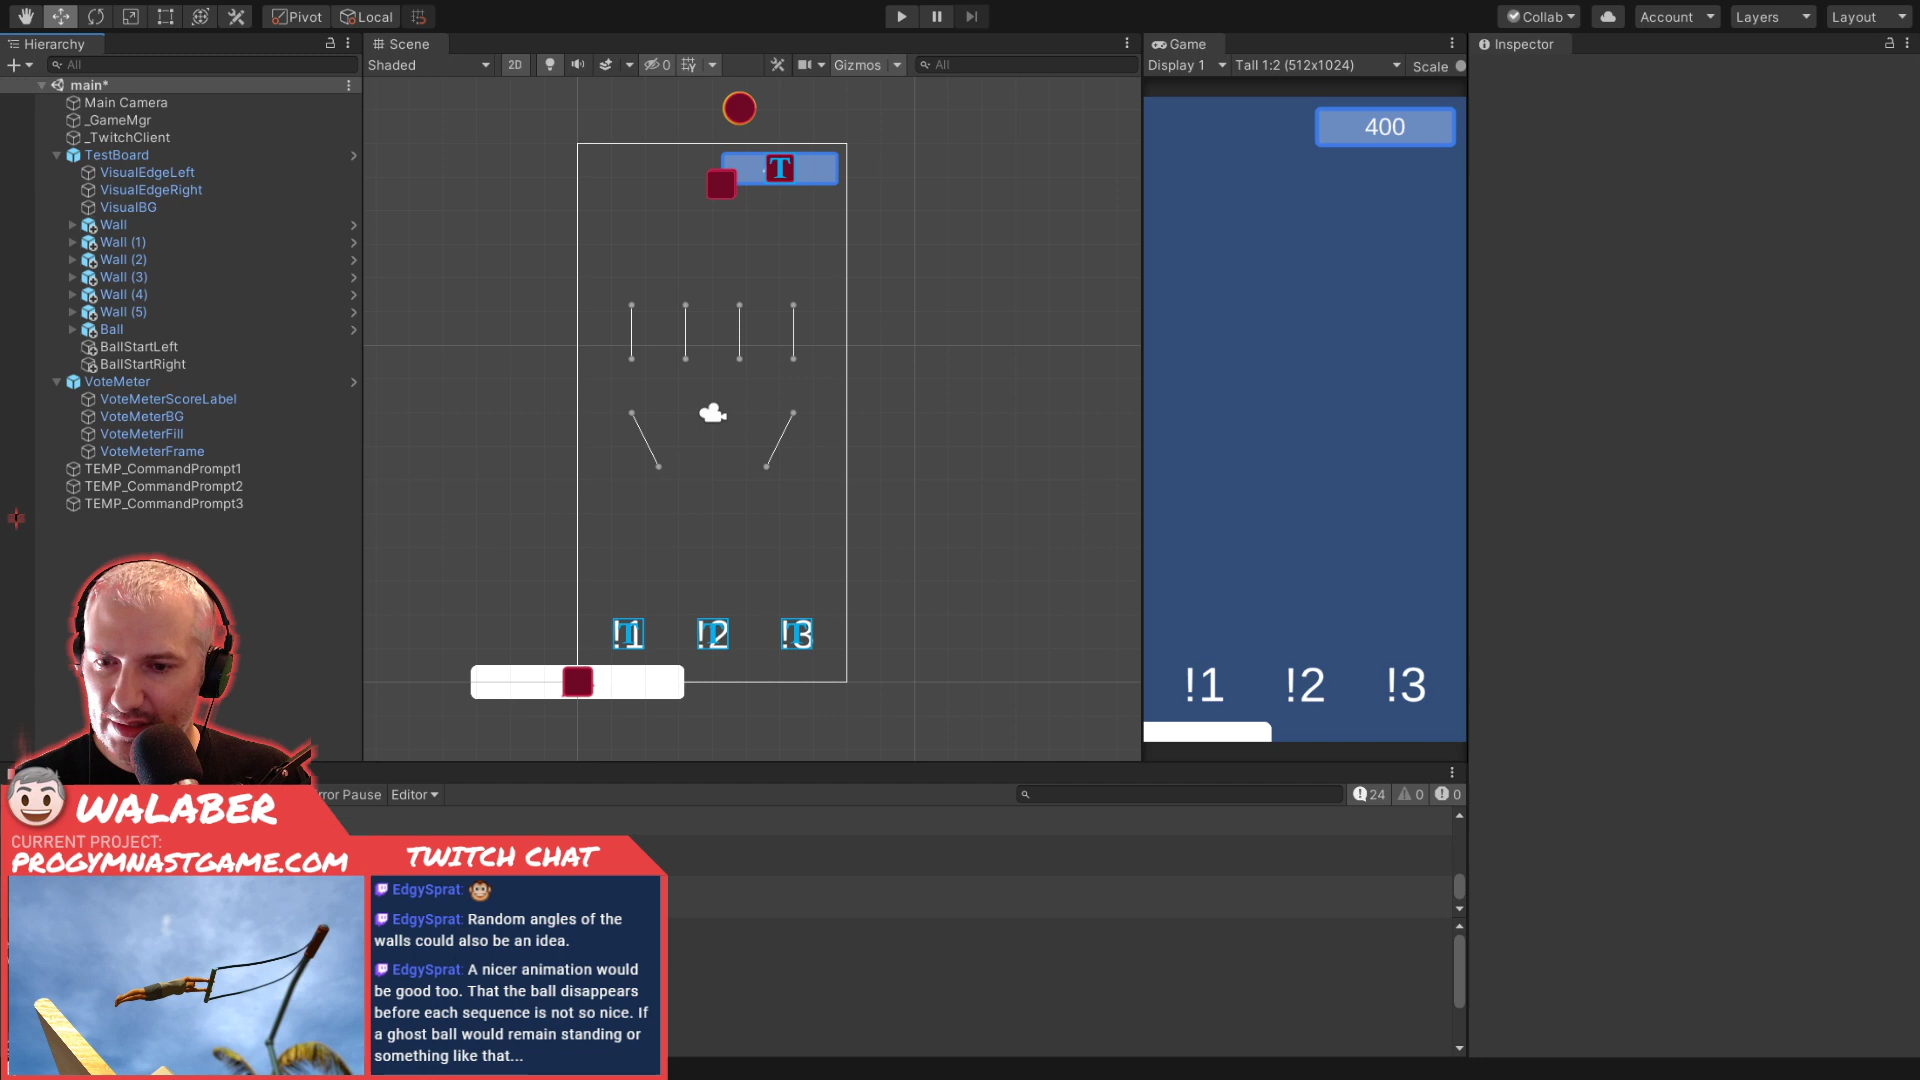 Pivot
Local
Collab
Account
Layers
Layout
Hierarchy
Scene
Game
Inspector
All
Shaded
2D
0
Gizmos
All
Display 1
Tall 1:2 (512x1024)
Scale
main*
Main Camera
_GameMgr
_TwitchClient
TestBoard
VisualEdgeLeft
VisualEdgeRight
VisualBG
Wall
Wall (1)
Wall (2)
Wall (3)
Wall (4)
Wall (5)
Ball
BallStartLeft
BallStartRight
VoteMeter
VoteMeterScoreLabel
VoteMeterBG
VoteMeterFill
VoteMeterFrame
TEMP_CommandPrompt1
TEMP_CommandPrompt2
TEMP_CommandPrompt3
T
!1
!2
!3
400
!1
!2
!3
rror Pause
Editor
24
0
0
WALABER
CURRENT PROJECT:
PROGYMNASTGAME.COM
TWITCH CHAT
EdgySprat:
EdgySprat: Random angles of the
walls could also be an idea.
EdgySprat: A nicer animation would
be good too. That the ball disappears
before each sequence is not so nice. If
a ghost ball would remain standing or
something like that...